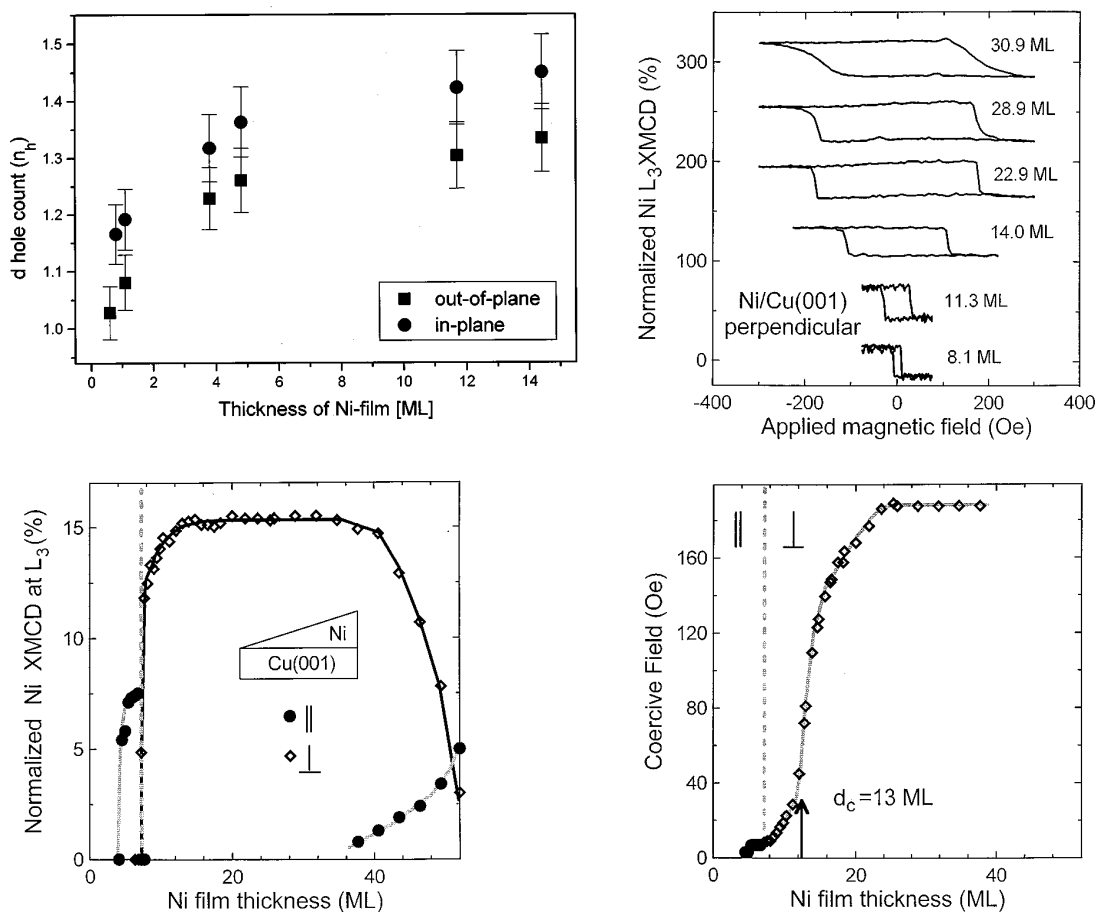 1.5
1.4
1.3
1.2
1.1
1.0
d hole count (n_h)
0 2 4 6 8 10 12 14
Thickness of Ni-film [ML]
out-of-plane
in-plane
300
200
100
0
Normalized Ni L₃XMCD (%)
30.9 ML
28.9 ML
22.9 ML
14.0 ML
11.3 ML
Ni/Cu(001)
perpendicular
8.1 ML
-400 -200 0 200 400
Applied magnetic field (Oe)
15
10
5
0
Normalized Ni XMCD at L₃(%)
Ni
Cu(001)
||
⊥
0 20 40
Ni film thickness (ML)
|| ⊥
160
120
80
40
0
Coercive Field (Oe)
d_c=13 ML
0 10 20 30 40 50
Ni film thickness (ML)